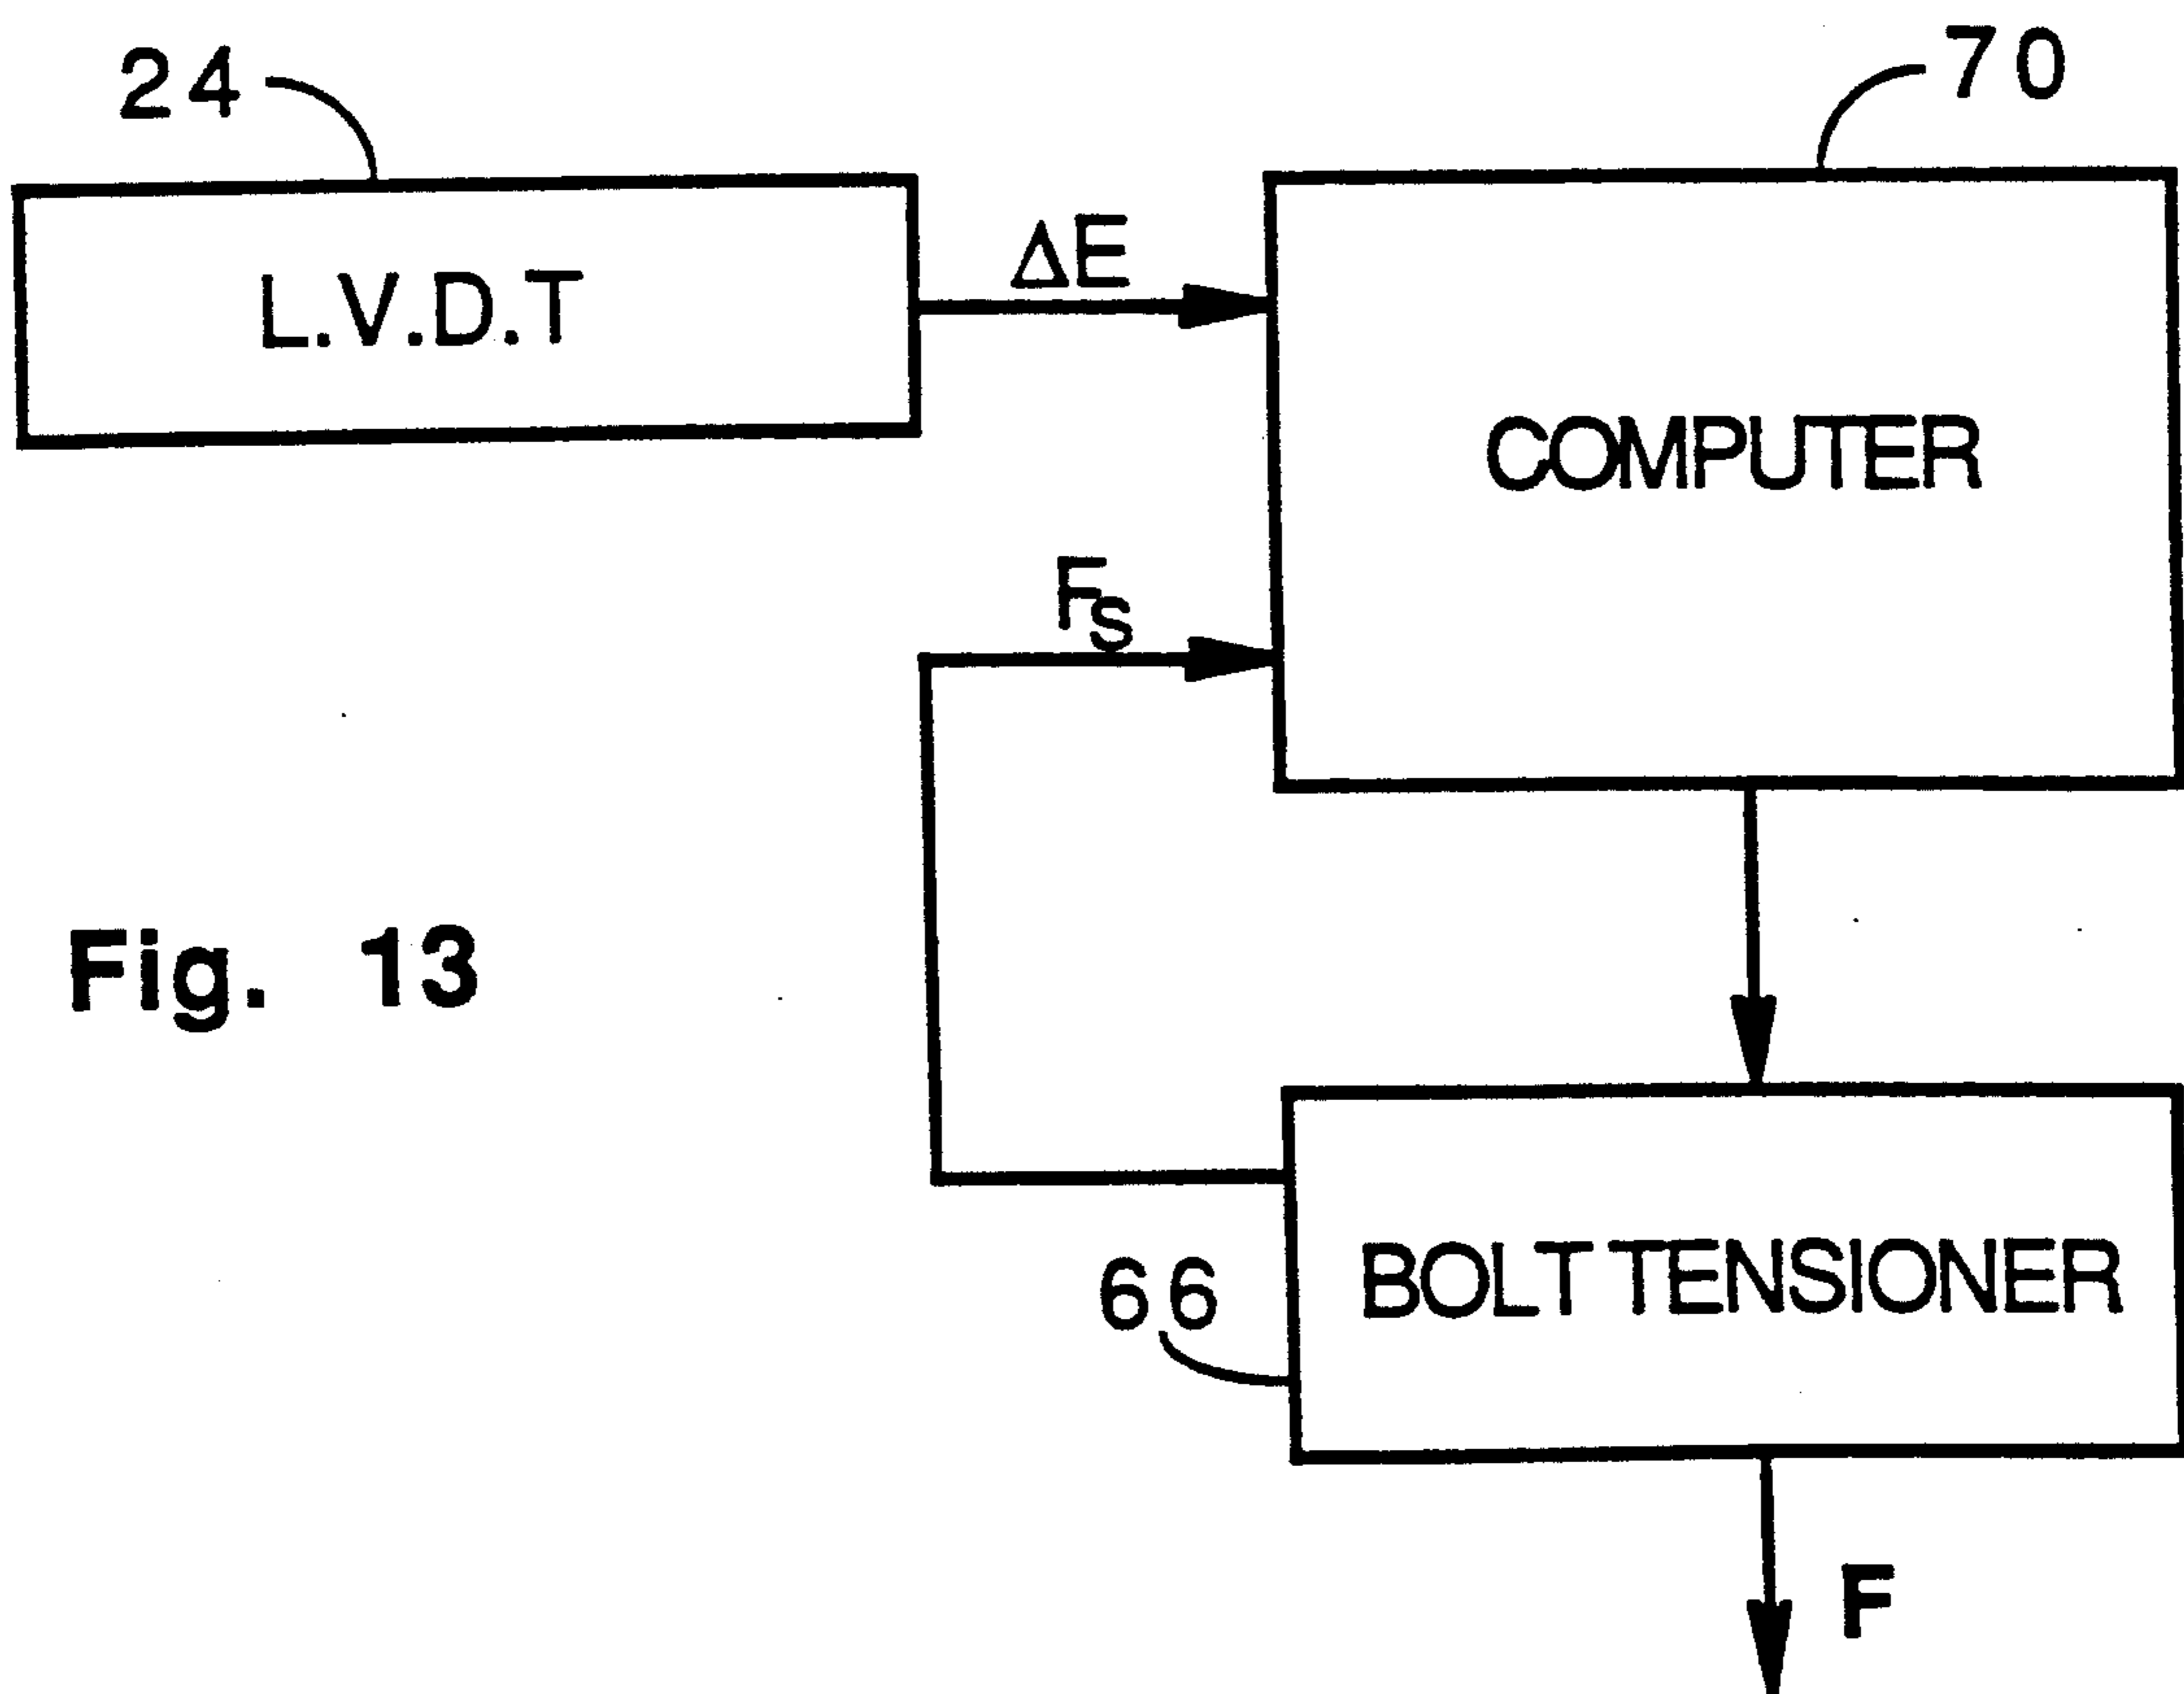 24
70
L.V.D.T
ΔE
COMPUTER
FS
Fig. 13
66
BOLT TENSIONER
F